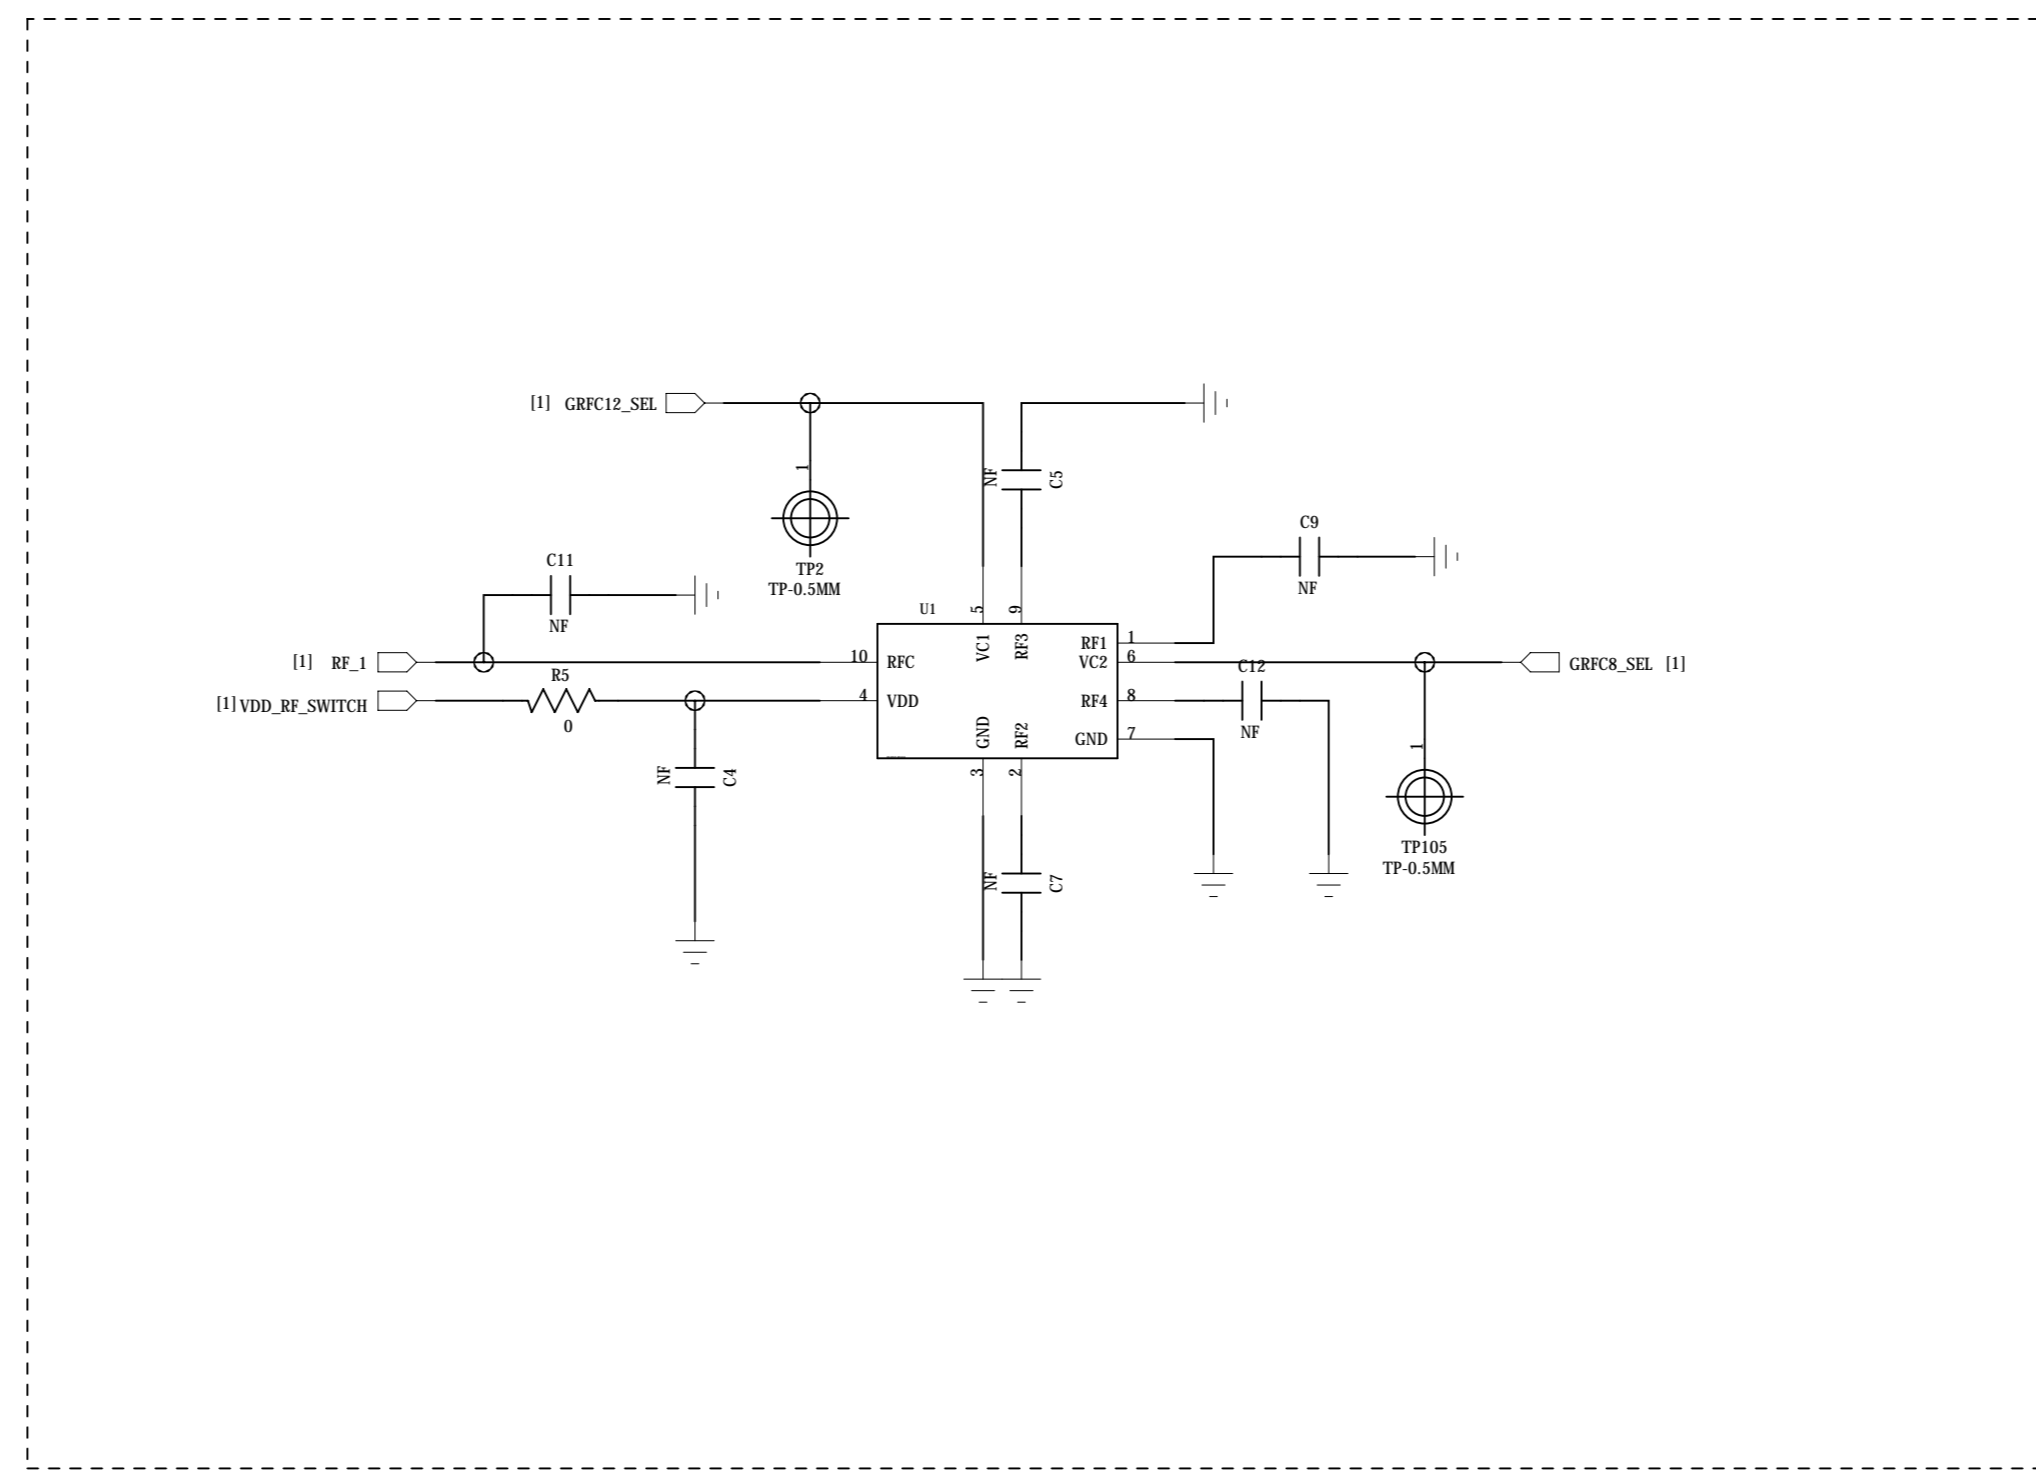 [1] GRFC12_SEL
1
NF
C5
TP2
TP-0.5MM
C9
NF
C11
NF
U1
5
9
VC1
RF3
[1] RF_1
10
RFC
RF1
1
VC2
6
GRFC8_SEL [1]
C12
R5
[1] VDD_RF_SWITCH
0
4
VDD
RF4
8
NF
GND
RF2
GND
7
1
NF
C4
3
2
TP105
TP-0.5MM
NF
C7